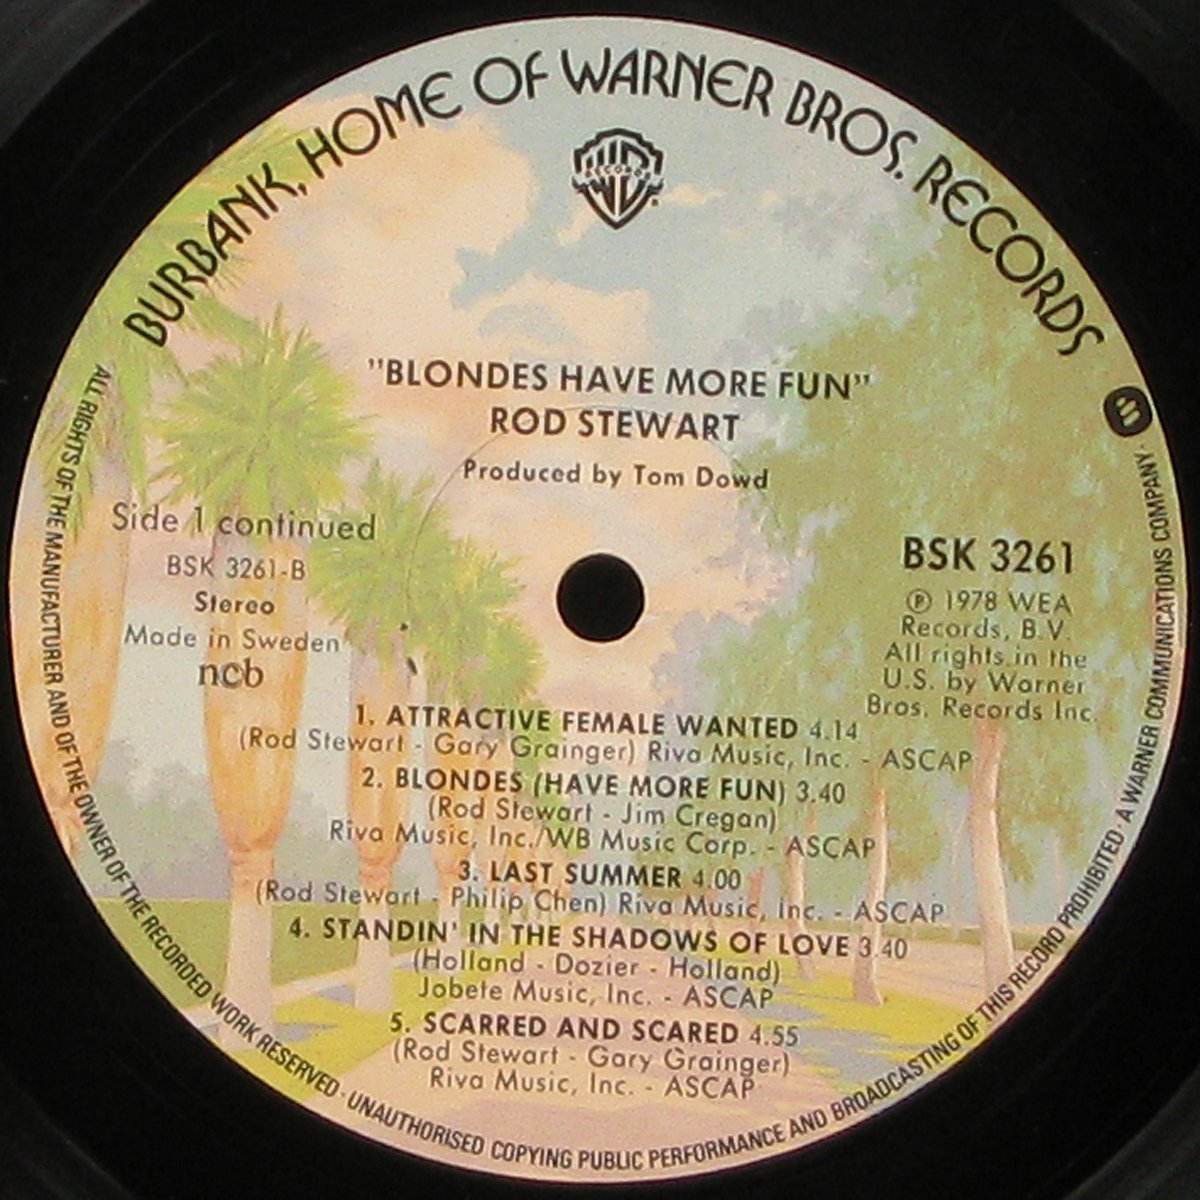 BURBANK, HOME OF WARNER BROS. RECORDS
RECORDS
"BLONDES HAVE MORE FUN"
ROD STEWART
Produced by Tom Dowd
Side 1 continued
BSK 3261-B
Stereo
Made in Sweden
ncb
BSK 3261
Ⓟ 1978 WEA
Records, B.V.
All rights in the
U.S. by Warner
Bros. Records Inc.
1. ATTRACTIVE FEMALE WANTED 4.14
(Rod Stewart - Gary Grainger) Riva Music, Inc. - ASCAP
2. BLONDES (HAVE MORE FUN) 3.40
(Rod Stewart - Jim Cregan)
Riva Music, Inc./WB Music Corp. - ASCAP
3. LAST SUMMER 4.00
(Rod Stewart - Philip Chen) Riva Music, Inc. - ASCAP
4. STANDIN' IN THE SHADOWS OF LOVE 3.40
(Holland - Dozier - Holland)
Jobete Music, Inc. - ASCAP
5. SCARRED AND SCARED 4.55
(Rod Stewart - Gary Grainger)
Riva Music, Inc. - ASCAP
ALL RIGHTS OF THE MANUFACTURER AND OF THE OWNER OF THE RECORDED WORK RESERVED · UNAUTHORISED COPYING PUBLIC PERFORMANCE AND BROADCASTING OF THIS RECORD PROHIBITED · A WARNER COMMUNICATIONS COMPANY ·